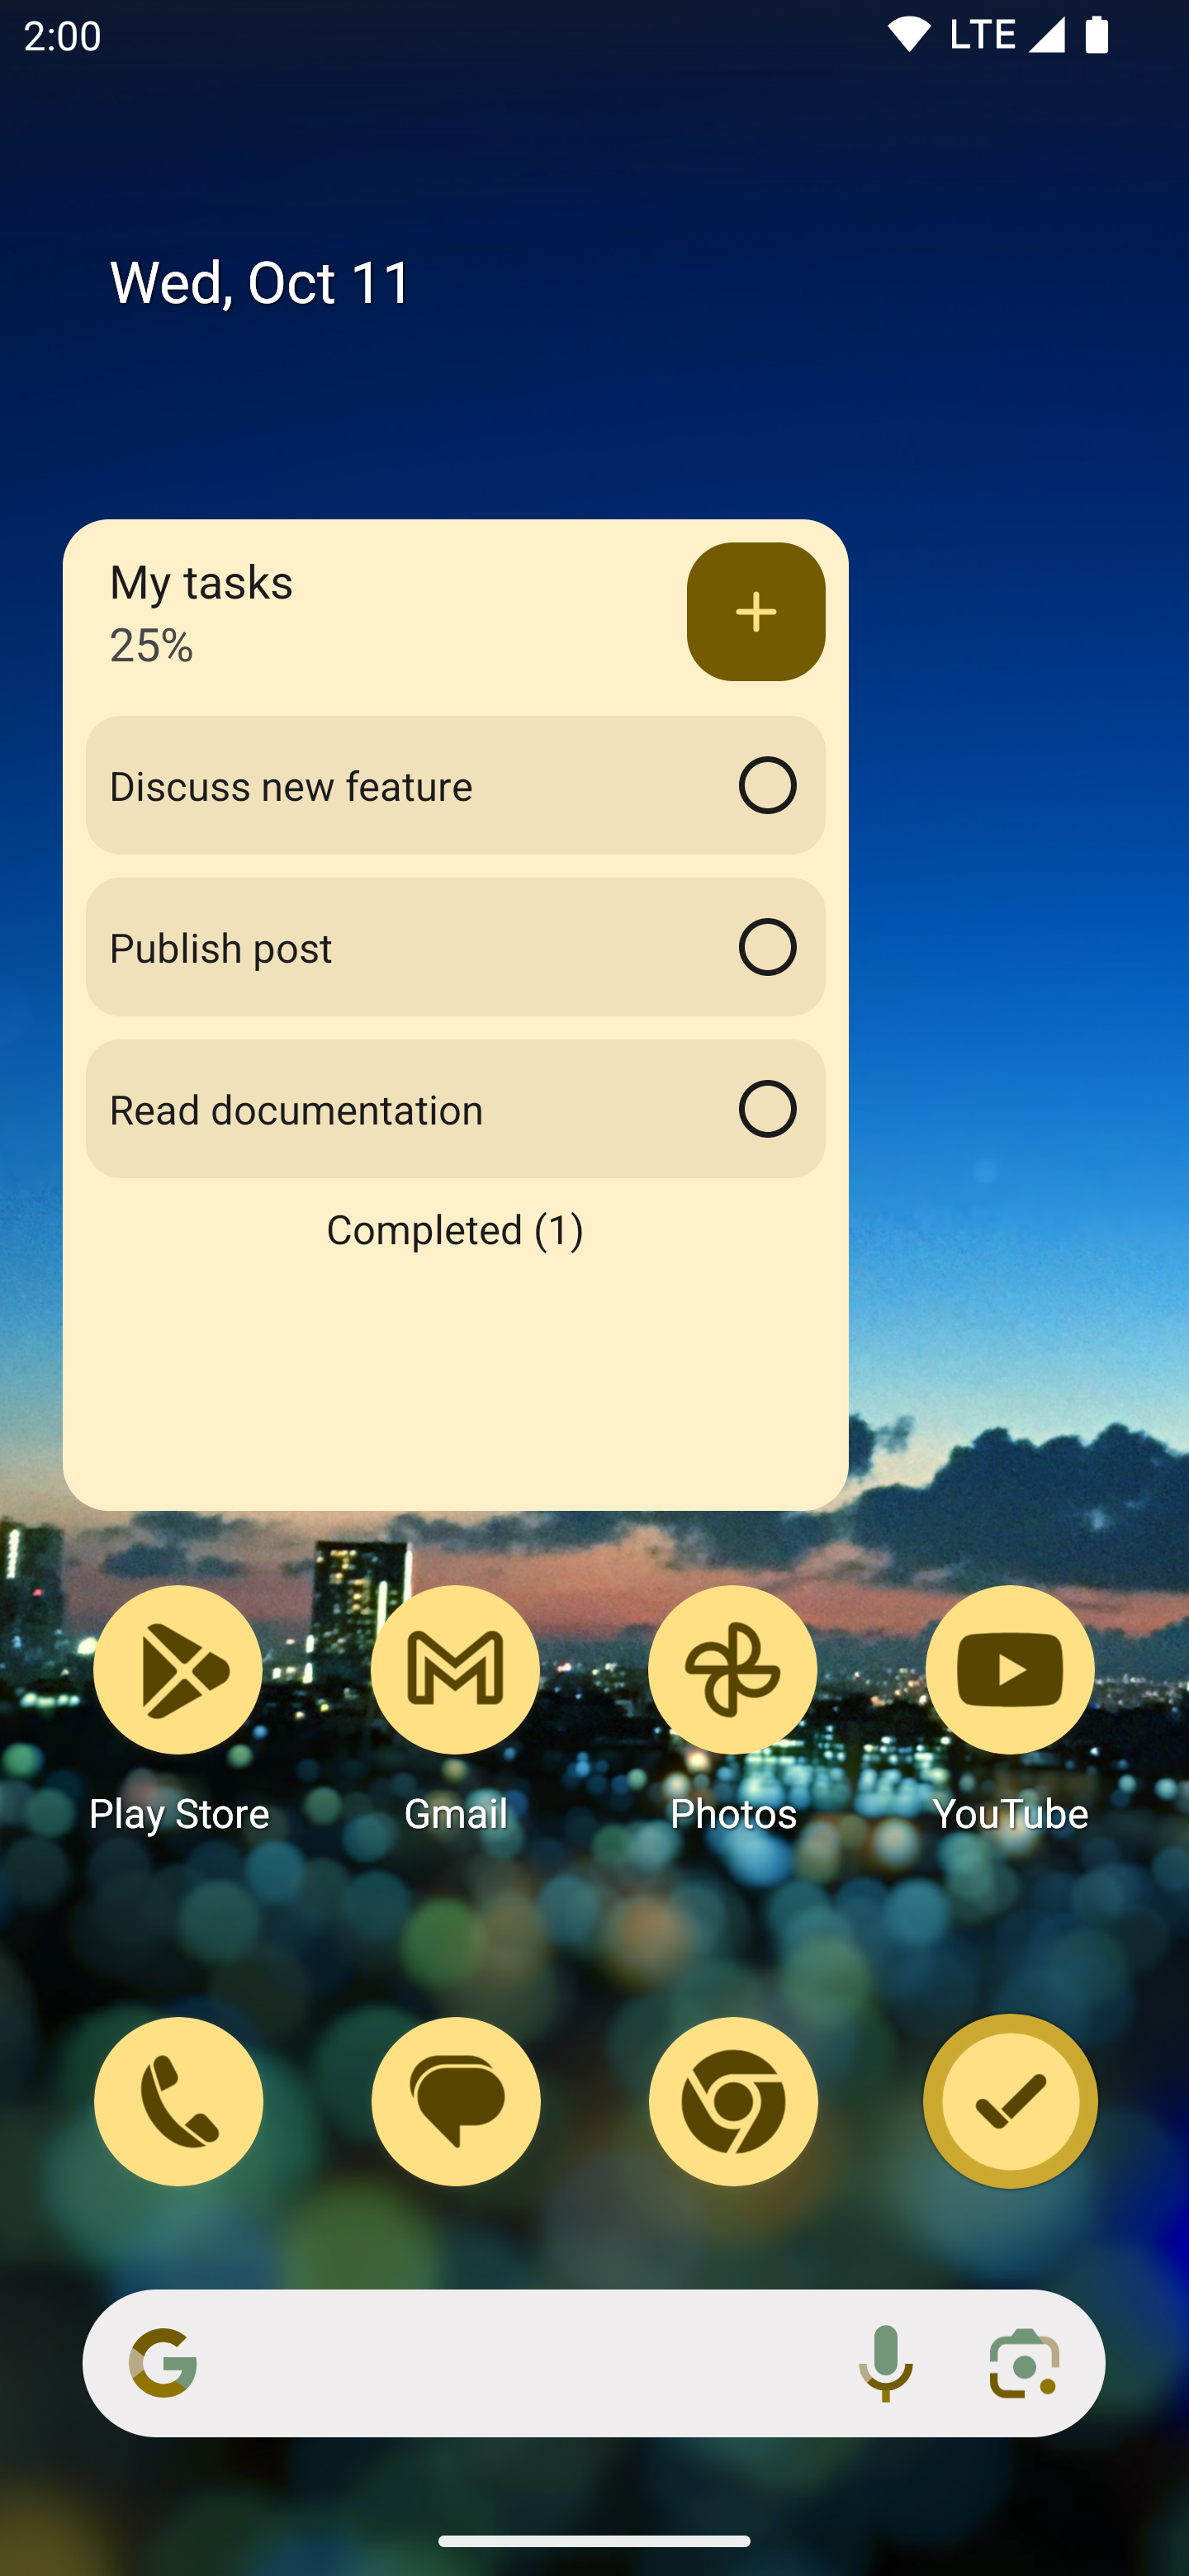 2:00 LTE
Wed, Oct 11
My tasks
25%
Discuss new feature
Publish post
Read documentation
Completed (1)
Play Store Gmail Photos YouTube